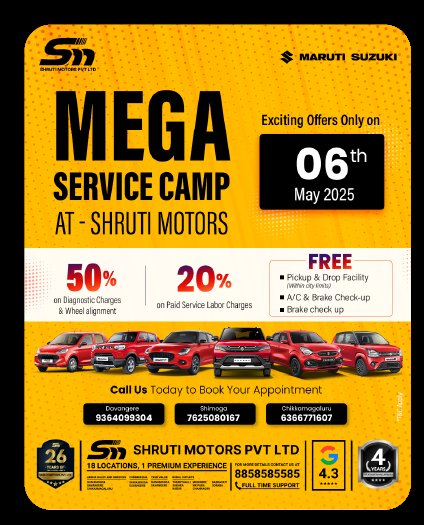 SM
SHRUTI MOTORS PVT LTD
MARUTI SUZUKI
MEGA
SERVICE CAMP
AT - SHRUTI MOTORS
Exciting Offers Only on
06th
May 2025
50%
on Diagnostic Charges
& Wheel alignment
20%
on Paid Service Labor Charges
FREE
Pickup & Drop Facility
(Within city limits)
A/C & Brake Check-up
Brake check up
Call Us Today to Book Your Appointment
Davangere
9364099304
Shimoga
7625080167
Chikkamagaluru
6366771607
26
YEARS OF
SM
SHRUTI MOTORS PVT LTD
18 LOCATIONS, 1 PREMIUM EXPERIENCE
FOR MORE DETAILS CONTACT US AT
8858585585
FULL TIME SUPPORT
G
4.3
4
YEARS